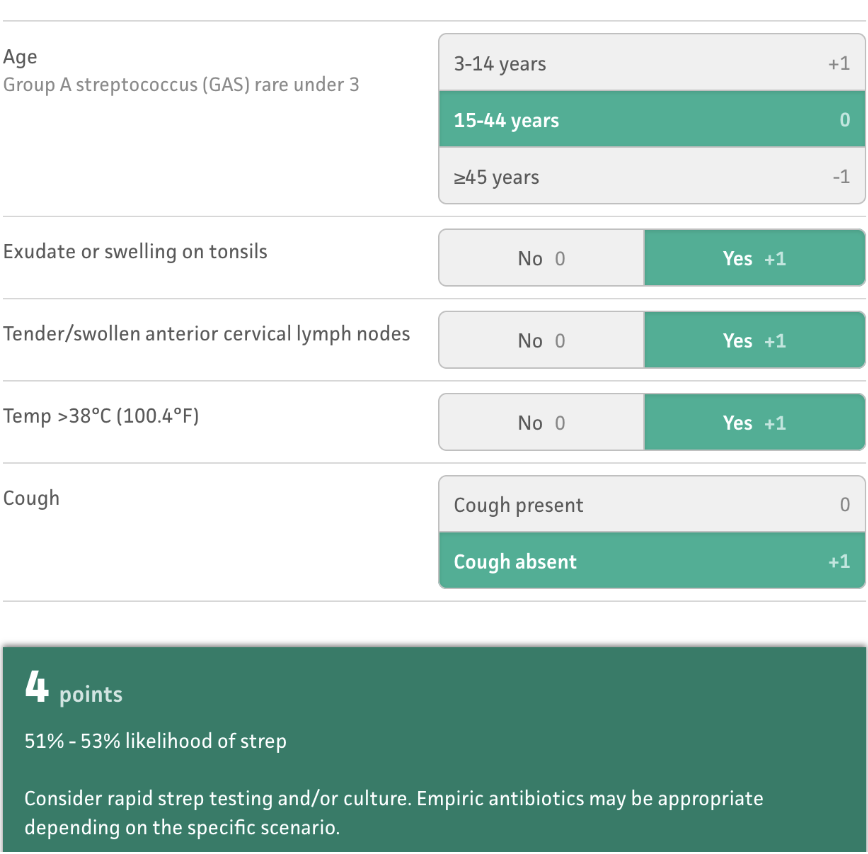 Age
Group A streptococcus (GAS) rare under 3
3-14 years +1
15-44 years 0
≥45 years -1
Exudate or swelling on tonsils
No 0 Yes +1
Tender/swollen anterior cervical lymph nodes
No 0 Yes +1
Temp >38°C (100.4°F)
No 0 Yes +1
Cough
Cough present 0
Cough absent +1
4 points
51% - 53% likelihood of strep
Consider rapid strep testing and/or culture. Empiric antibiotics may be appropriate
depending on the specific scenario.